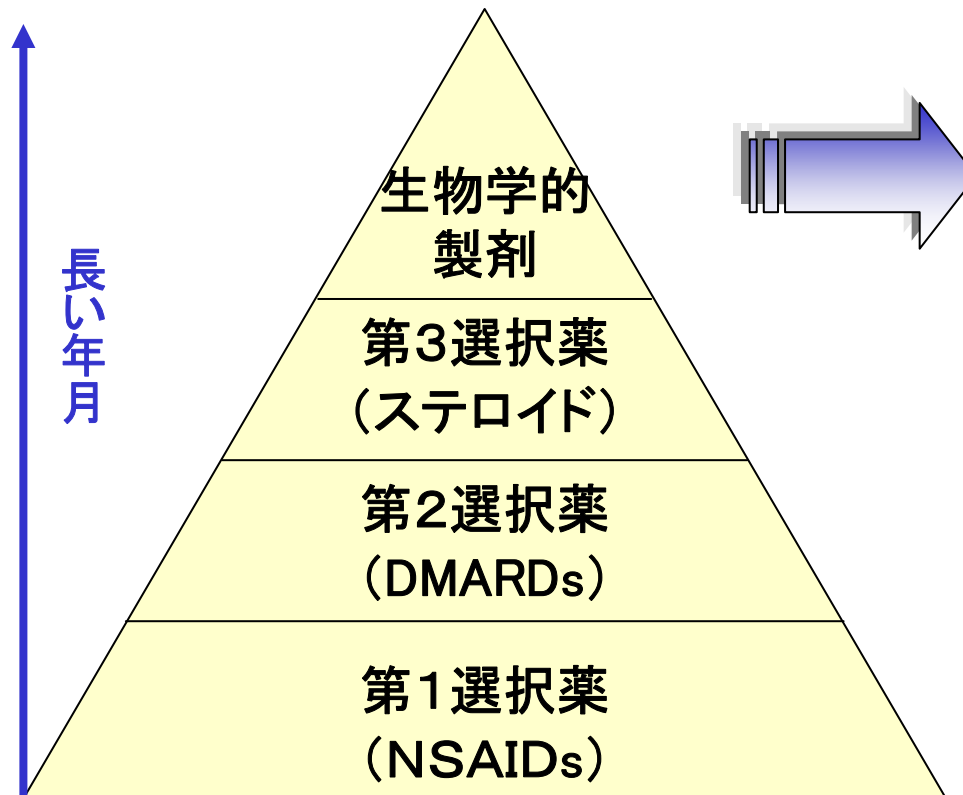 生物学的
製剤
長い年月
第３選択薬
（ステロイド）
第２選択薬
（DMARDs）
第１選択薬
（NSAIDs）